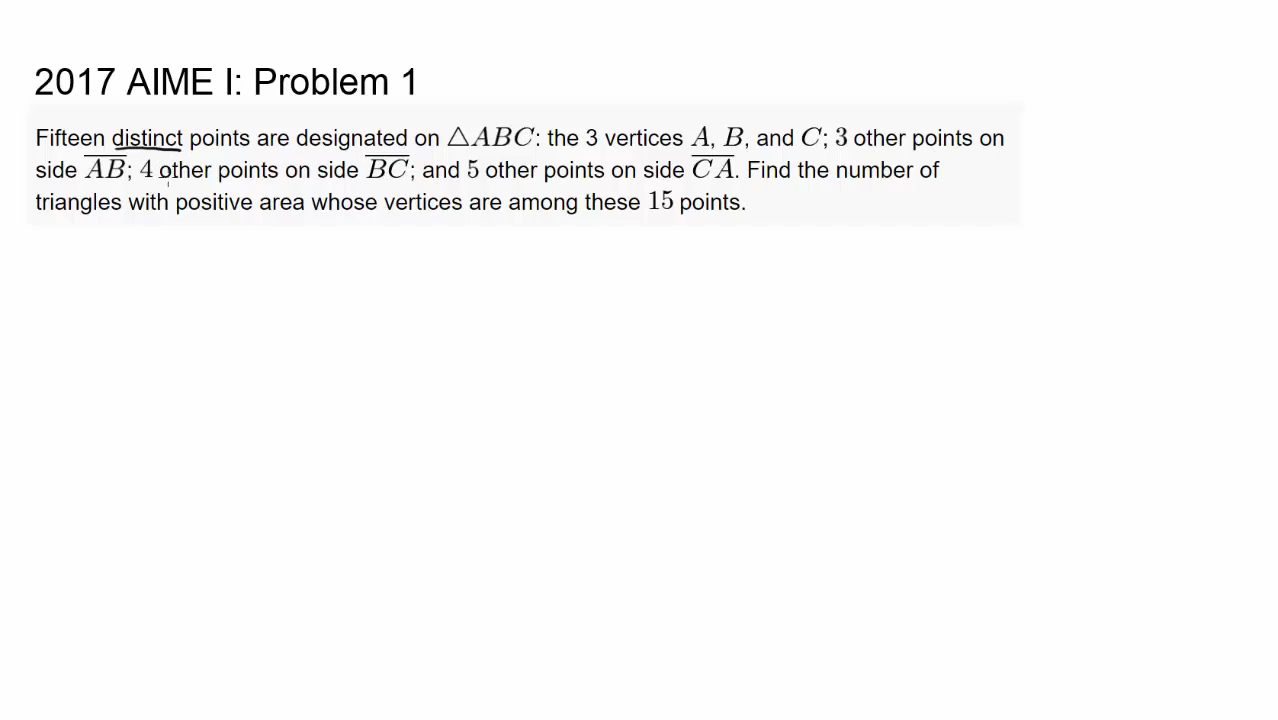 2017 AIME I: Problem 1
Fifteen distinct points are designated on △ABC: the 3 vertices A, B, and C; 3 other points on
side AB; 4 other points on side BC; and 5 other points on side CA. Find the number of
triangles with positive area whose vertices are among these 15 points.